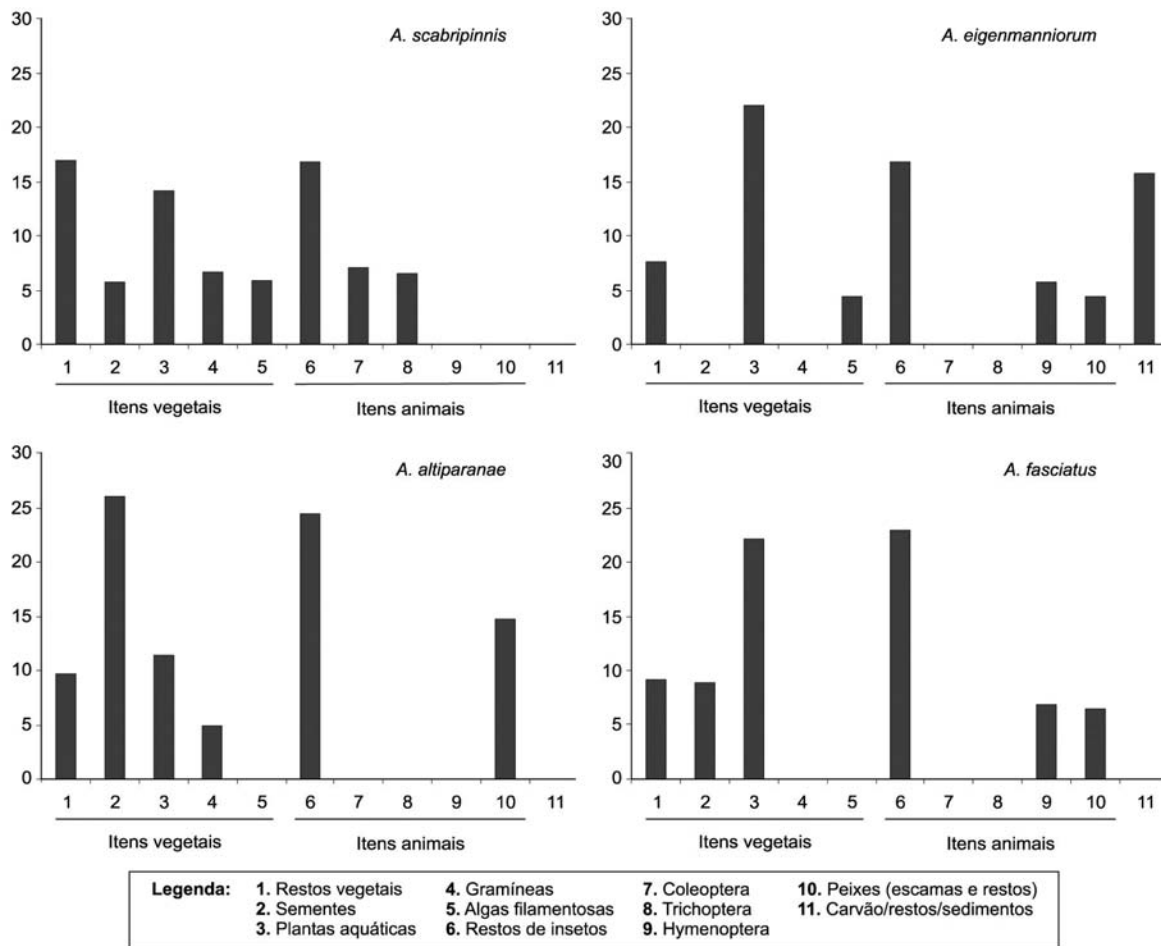 A. scabripinnis
30
25
20
15
10
5
0
1 2 3 4 5 6 7 8 9 10 11
Itens vegetais Itens animais
A. eigenmanniorum
30
25
20
15
10
5
0
1 2 3 4 5 6 7 8 9 10 11
Itens vegetais Itens animais
A. altiparanae
30
25
20
15
10
5
0
1 2 3 4 5 6 7 8 9 10 11
Itens vegetais Itens animais
A. fasciatus
30
25
20
15
10
5
0
1 2 3 4 5 6 7 8 9 10 11
Itens vegetais Itens animais
Legenda: 1. Restos vegetais 4. Gramíneas 7. Coleoptera 10. Peixes (escamas e restos)
2. Sementes 5. Algas filamentosas 8. Trichoptera 11. Carvão/restos/sedimentos
3. Plantas aquáticas 6. Restos de insetos 9. Hymenoptera